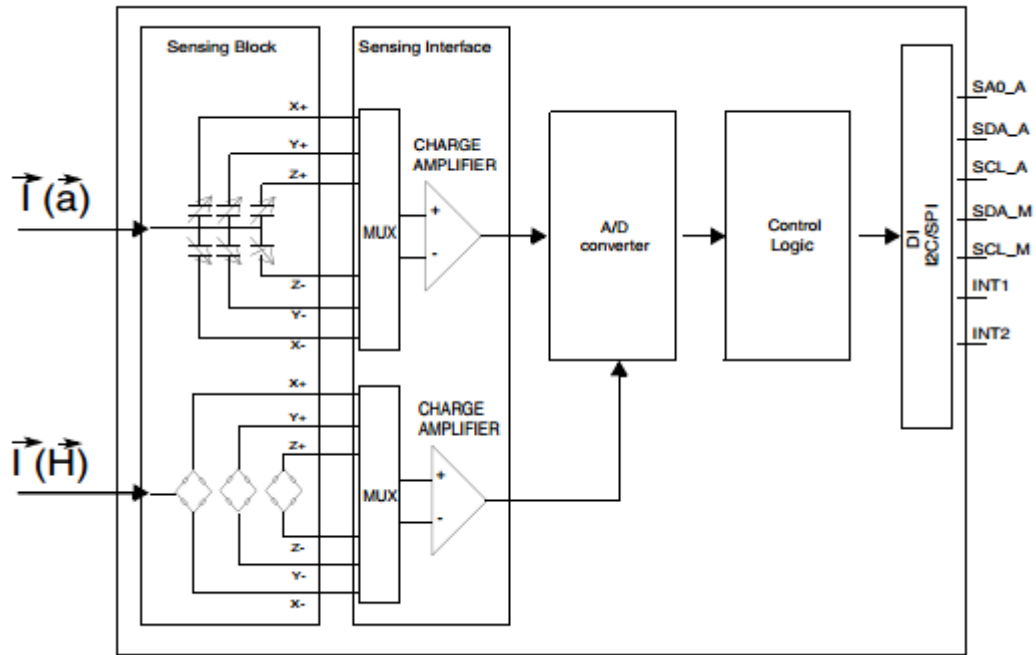 Sensing Block
Sensing Interface
X+
Y+
Z+
I (a)
Z-
Y-
X-
MUX
CHARGE
AMPLIFIER
+
-
A/D
converter
Control
Logic
DI
I2C/SPI
SA0_A
SDA_A
SCL_A
SDA_M
SCL_M
INT1
INT2
X+
Y+
Z+
I (H)
Z-
Y-
X-
MUX
CHARGE
AMPLIFIER
+
-